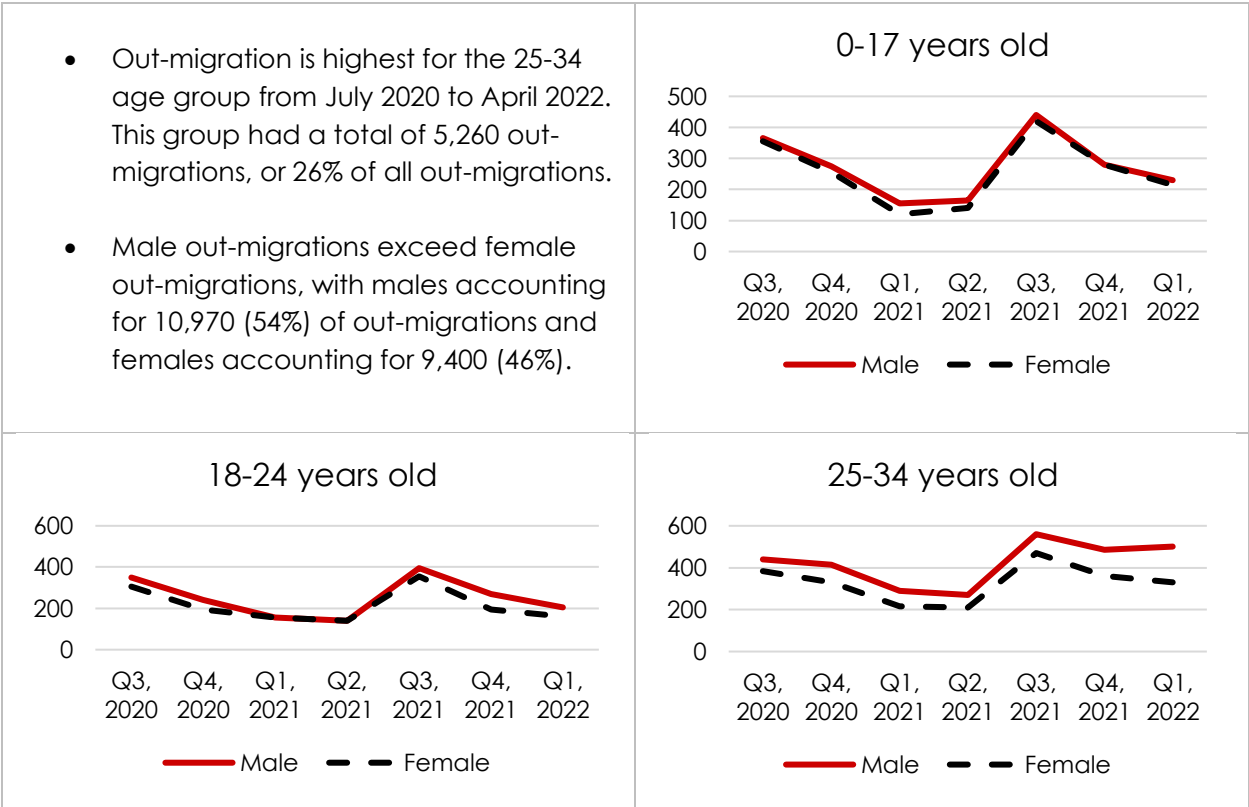 • Out-migration is highest for the 25-34
age group from July 2020 to April 2022.
This group had a total of 5,260 out-
migrations, or 26% of all out-migrations.
• Male out-migrations exceed female
out-migrations, with males accounting
for 10,970 (54%) of out-migrations and
females accounting for 9,400 (46%).
0-17 years old
500
400
300
200
100
0
Q3, Q4, Q1, Q2, Q3, Q4, Q1,
2020 2020 2021 2021 2021 2021 2022
Male Female
18-24 years old
600
400
200
0
Q3, Q4, Q1, Q2, Q3, Q4, Q1,
2020 2020 2021 2021 2021 2021 2022
Male Female
25-34 years old
600
400
200
0
Q3, Q4, Q1, Q2, Q3, Q4, Q1,
2020 2020 2021 2021 2021 2021 2022
Male Female